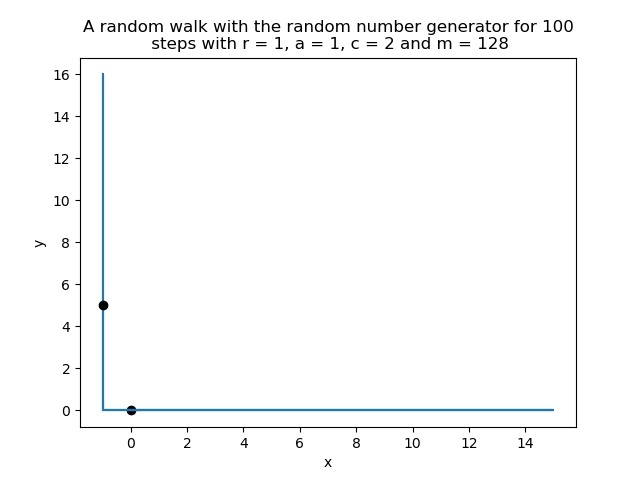 A random walk with the random number generator for 100
steps with r = 1, a = 1, c = 2 and m = 128
16
14
12
10
8
6
4
2
0
y
0 2 4 6 8 10 12 14
x